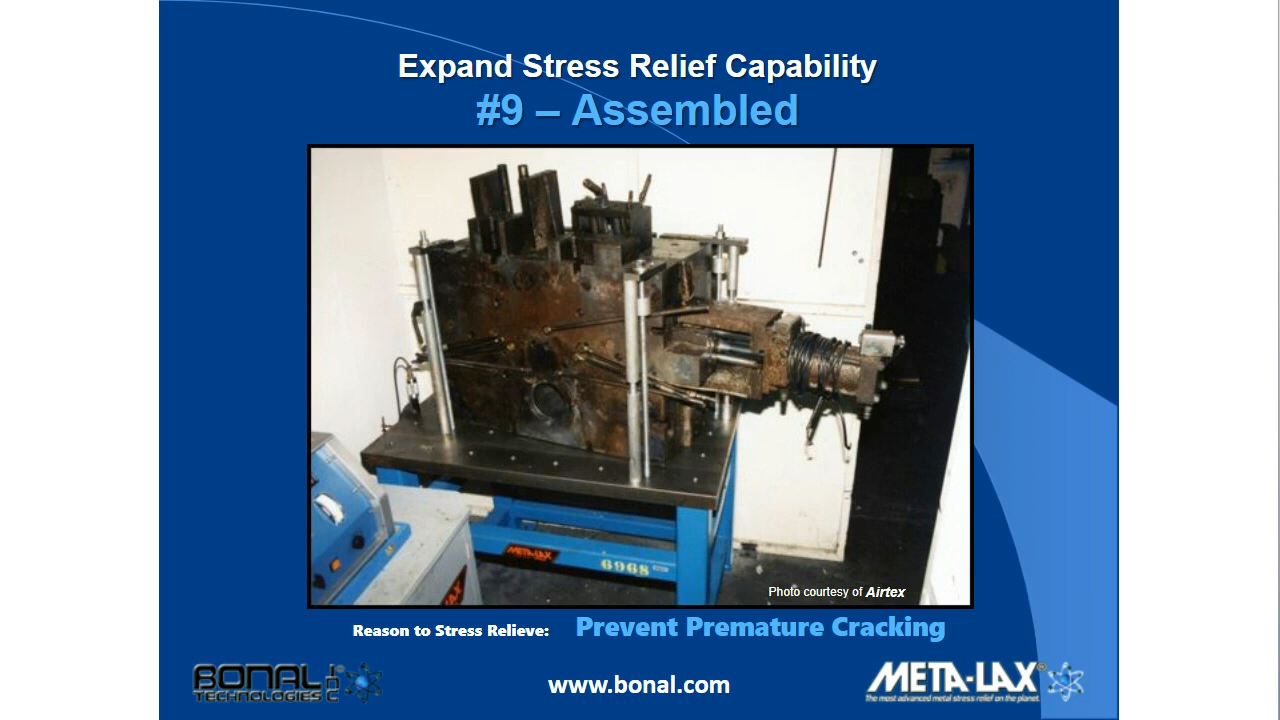 Expand Stress Relief Capability
#9 – Assembled
META-LAX
6968
LAX
Photo courtesy of Airtex
Reason to Stress Relieve: Prevent Premature Cracking
BONAL INC
TECHNOLOGIES
www.bonal.com
META-LAX®
The most advanced metal stress relief on the planet.